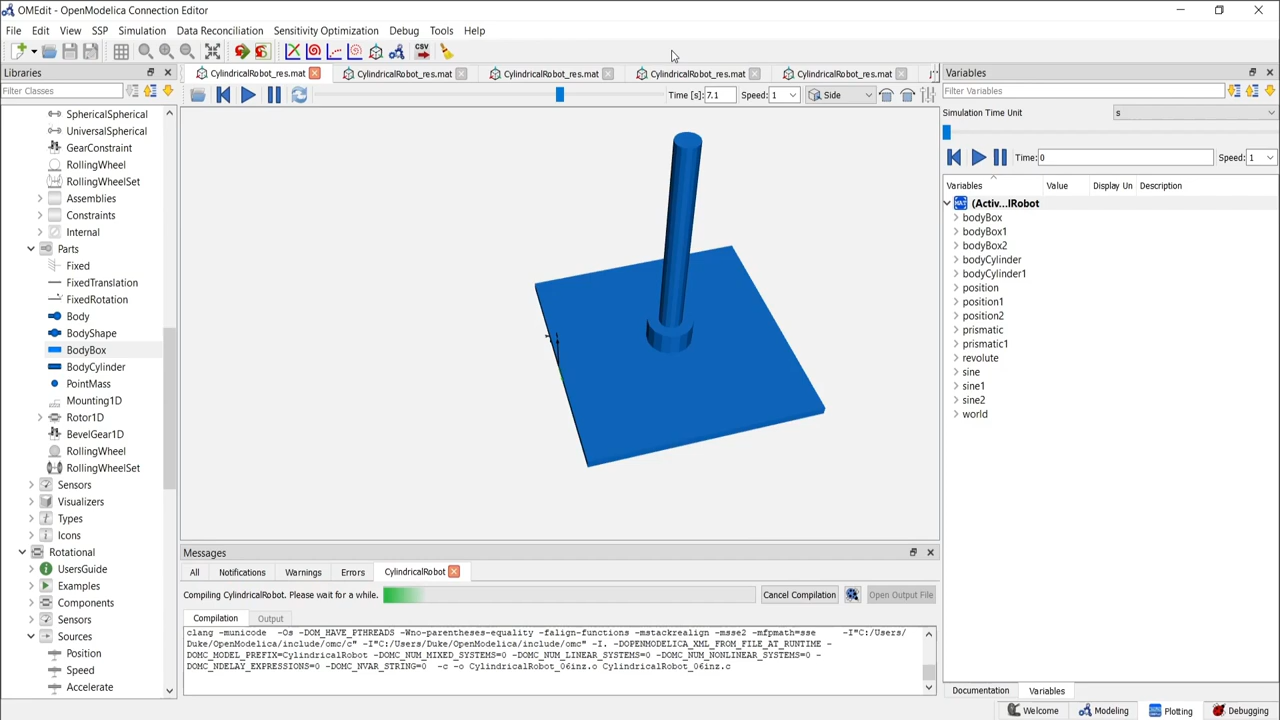 OMEdit - OpenModelica Connection Editor
File Edit View SSP Simulation Data Reconciliation Sensitivity Optimization Debug Tools Help
CSV
Libraries
Filter Classes
SphericalSpherical
UniversalSpherical
GearConstraint
RollingWheel
RollingWheelSet
Assemblies
Constraints
Internal
Parts
Fixed
FixedTranslation
FixedRotation
Body
BodyShape
BodyBox
BodyCylinder
PointMass
Mounting1D
Rotor1D
BevelGear1D
RollingWheel
RollingWheelSet
Sensors
Visualizers
Types
Icons
Rotational
UsersGuide
Examples
Components
Sensors
Sources
Position
Speed
Accelerate
CylindricalRobot_res.mat CylindricalRobot_res.mat CylindricalRobot_res.mat CylindricalRobot_res.mat CylindricalRobot_res.mat
Time [s]: 7.1 Speed: 1 Side
Messages
All Notifications Warnings Errors CylindricalRobot
Compiling CylindricalRobot. Please wait for a while. Cancel Compilation Open Output File
Compilation Output
clang -municode -Os -DOM_HAVE_PTHREADS -Wno-parentheses-equality -falign-functions -mstackrealign -msse2 -mfpmath=sse -I"C:/Users/
Duke/OpenModelica/include/omc/c" -I"C:/Users/Duke/OpenModelica/include/omc" -I. -DOPENMODELICA_XML_FROM_FILE_AT_RUNTIME -
DOMC_MODEL_PREFIX=CylindricalRobot -DOMC_NUM_MIXED_SYSTEMS=0 -DOMC_NUM_LINEAR_SYSTEMS=0 -DOMC_NUM_NONLINEAR_SYSTEMS=0 -
DOMC_NDELAY_EXPRESSIONS=0 -DOMC_NVAR_STRING=0 -c -o CylindricalRobot_06inz.o CylindricalRobot_06inz.c
Variables
Filter Variables
Simulation Time Unit s
Time: 0 Speed: 1
Variables Value Display Un Description
MAT (Activ...lRobot
bodyBox
bodyBox1
bodyBox2
bodyCylinder
bodyCylinder1
position
position1
position2
prismatic
prismatic1
revolute
sine
sine1
sine2
world
Documentation Variables
Welcome Modeling Plotting Debugging